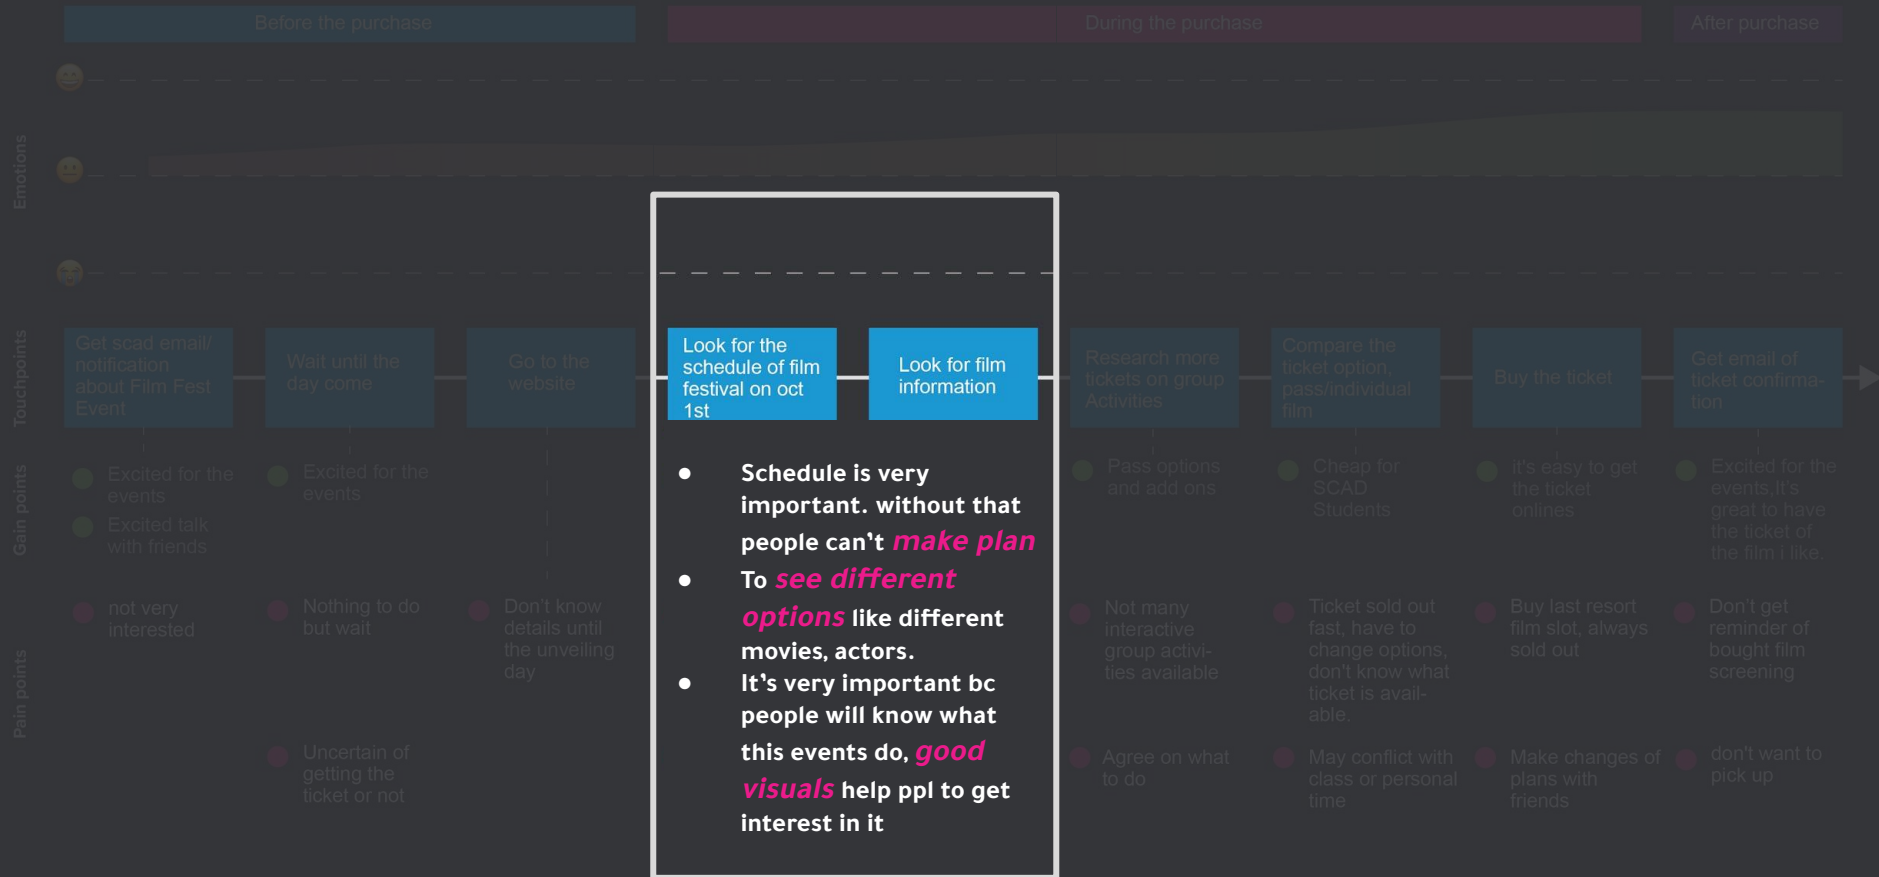 Before the purchase
During the purchase
After purchase
Emotions
Touchpoints
Get scad email/
notification
about Film Fest
Event
Wait until the
day come
Go to the
website
Look for the
schedule of film
festival on oct
1st
Look for film
information
Research more
tickets on group
Activities
Compare the
ticket option,
pass/individual
film
Buy the ticket
Get email of
ticket confirma-
tion
Gain points
Excited for the
events
Excited talk
with friends
Excited for the
events
Pass options
and add ons
Cheap for
SCAD
Students
it's easy to get
the ticket
onlines
Excited for the
events,It's
great to have
the ticket of
the film i like.
● Schedule is very
important. without that
people can't make plan
● To see different
options like different
movies, actors.
● It's very important bc
people will know what
this events do, good
visuals help ppl to get
interest in it
Pain points
not very
interested
Nothing to do
but wait
Uncertain of
getting the
ticket or not
Don't know
details until
the unveiling
day
Not many
interactive
group activi-
ties available
Agree on what
to do
Ticket sold out
fast, have to
change options,
don't know what
ticket is avail-
able.
May conflict with
class or personal
time
Buy last resort
film slot, always
sold out
Make changes of
plans with
friends
Don't get
reminder of
bought film
screening
don't want to
pick up